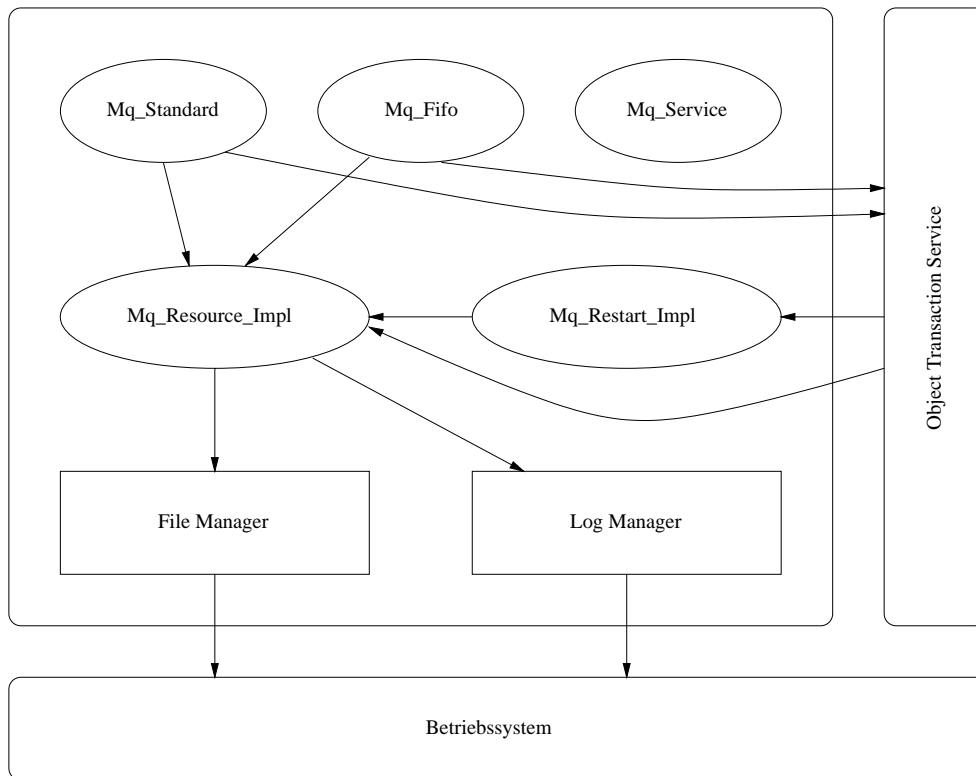 Mq_Standard
Mq_Fifo
Mq_Service
Mq_Resource_Impl
Mq_Restart_Impl
Object Transaction Service
File Manager
Log Manager
Betriebssystem